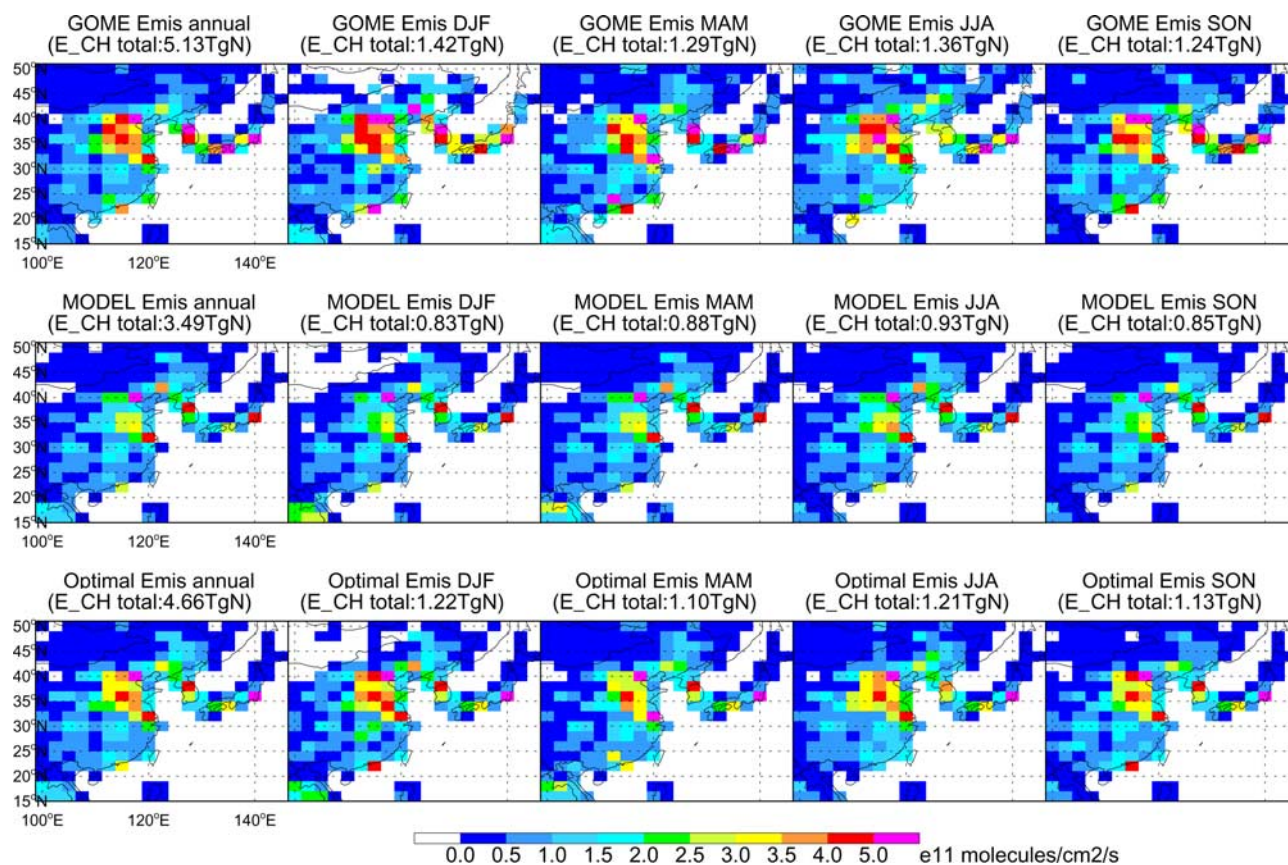 GOME Emis annual GOME Emis DJF GOME Emis MAM GOME Emis JJA GOME Emis SON
(E_CH total:5.13TgN) (E_CH total:1.42TgN) (E_CH total:1.29TgN) (E_CH total:1.36TgN) (E_CH total:1.24TgN)
50°N
45°N
40°N
35°N
30°N
25°N
20°N
15°N
100°E 120°E 140°E
MODEL Emis annual MODEL Emis DJF MODEL Emis MAM MODEL Emis JJA MODEL Emis SON
(E_CH total:3.49TgN) (E_CH total:0.83TgN) (E_CH total:0.88TgN) (E_CH total:0.93TgN) (E_CH total:0.85TgN)
50°N
45°N
40°N
35°N
30°N
25°N
20°N
15°N
100°E 120°E 140°E
Optimal Emis annual Optimal Emis DJF Optimal Emis MAM Optimal Emis JJA Optimal Emis SON
(E_CH total:4.66TgN) (E_CH total:1.22TgN) (E_CH total:1.10TgN) (E_CH total:1.21TgN) (E_CH total:1.13TgN)
50°N
45°N
40°N
35°N
30°N
25°N
20°N
15°N
100°E 120°E 140°E
0.0 0.5 1.0 1.5 2.0 2.5 3.0 3.5 4.0 5.0 e11 molecules/cm2/s